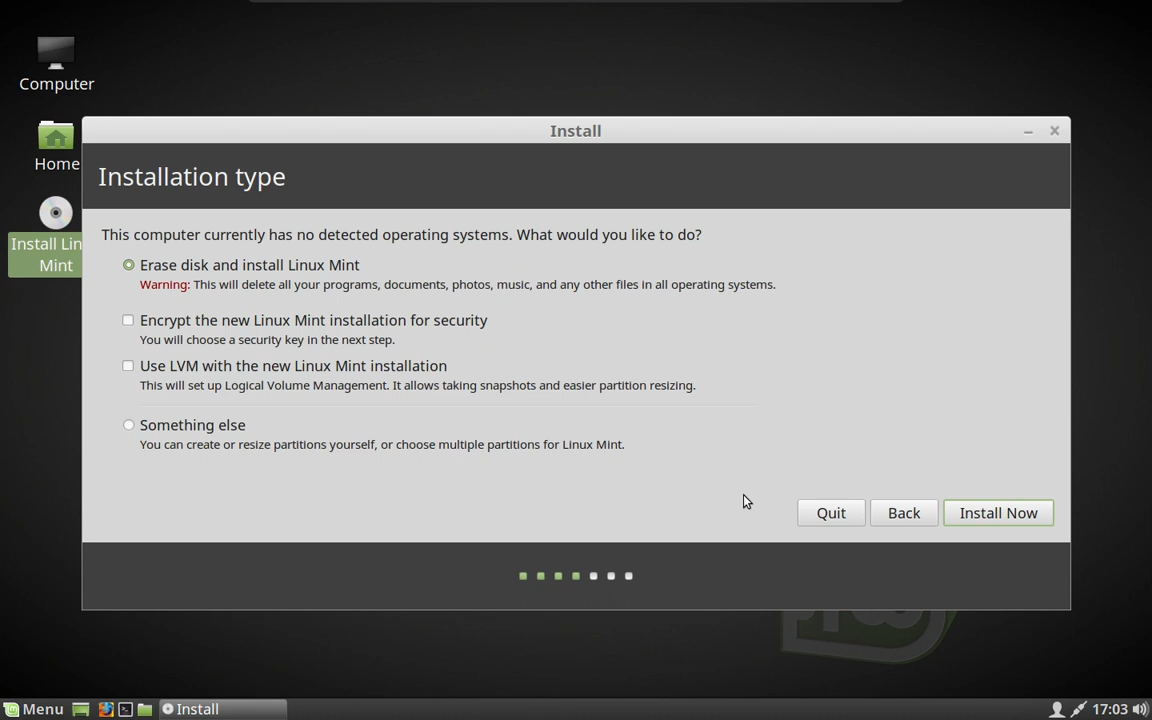 Computer
Home
Install Lin
Mint
Install
Installation type
This computer currently has no detected operating systems. What would you like to do?
Erase disk and install Linux Mint
Warning: This will delete all your programs, documents, photos, music, and any other files in all operating systems.
Encrypt the new Linux Mint installation for security
You will choose a security key in the next step.
Use LVM with the new Linux Mint installation
This will set up Logical Volume Management. It allows taking snapshots and easier partition resizing.
Something else
You can create or resize partitions yourself, or choose multiple partitions for Linux Mint.
Quit Back Install Now
Menu Install 17:03